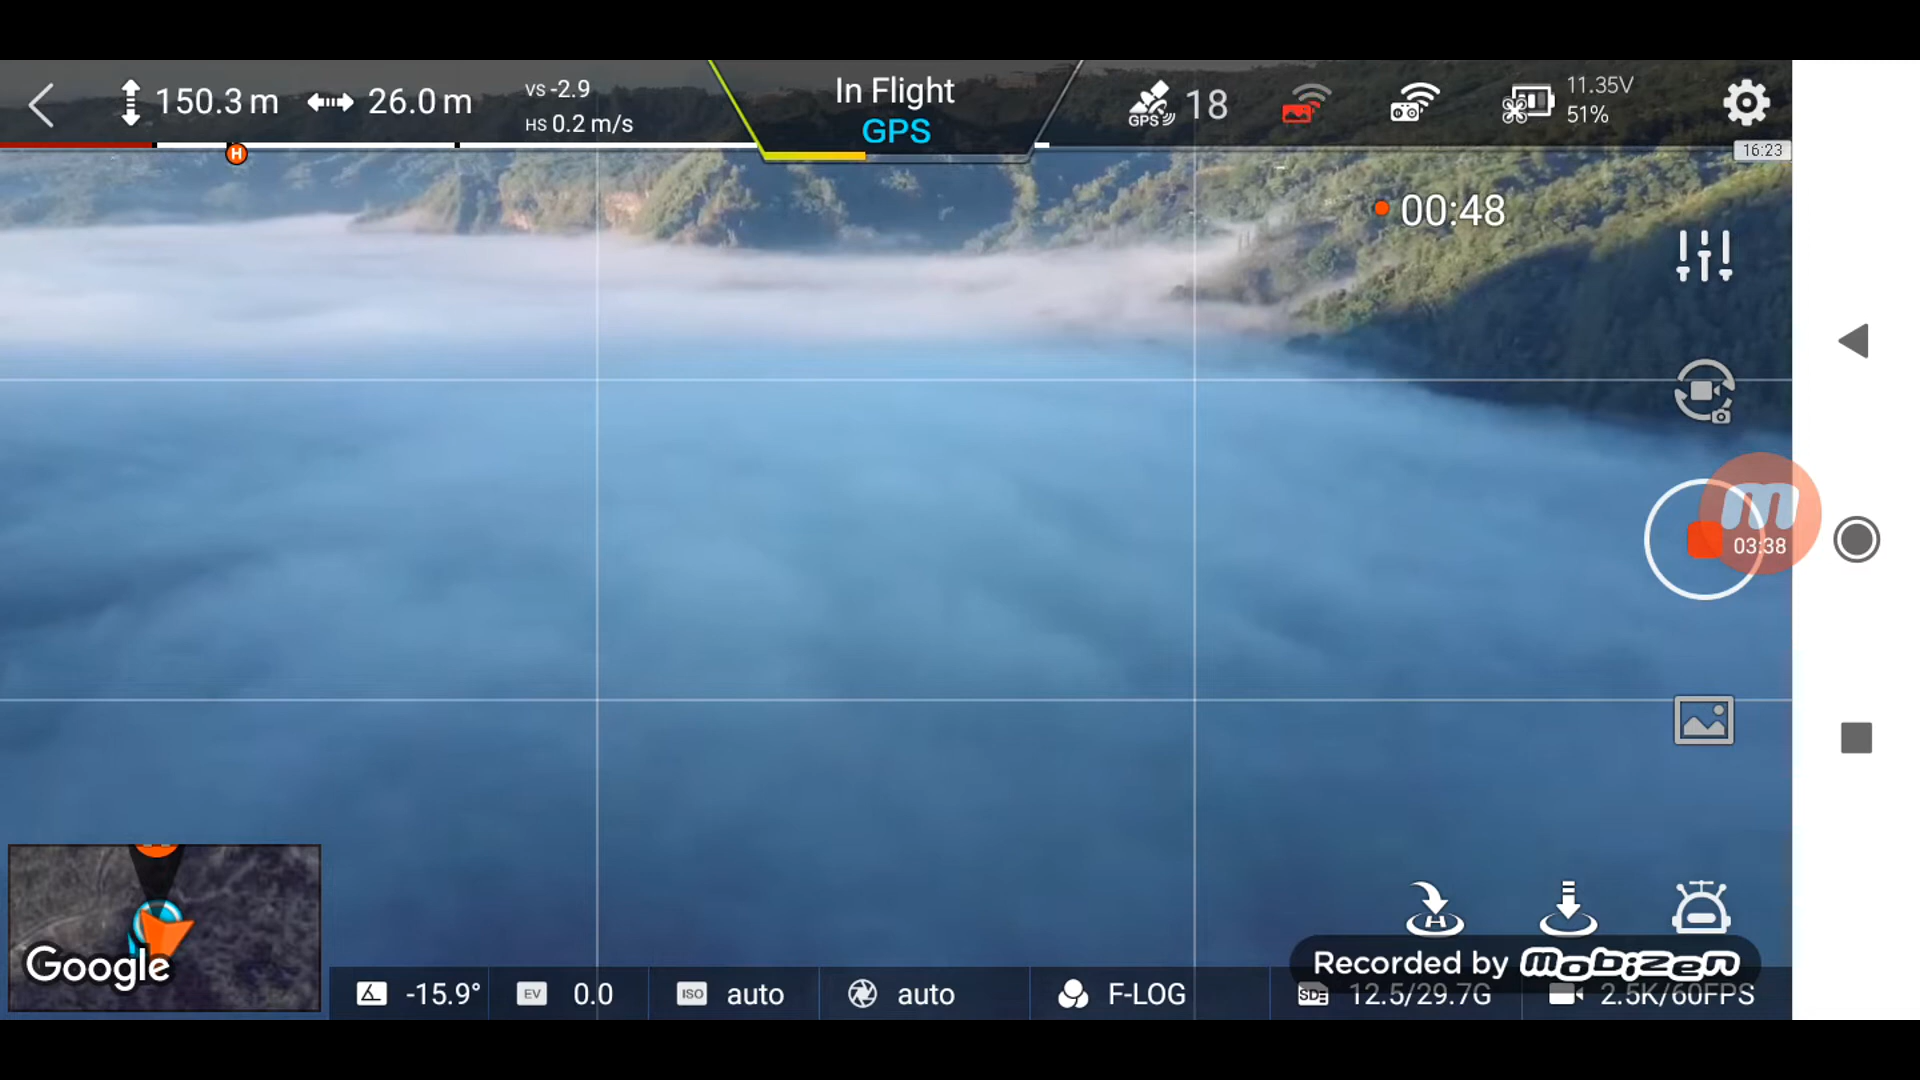 150.3 m
26.0 m
VS -2.9
HS 0.2 m/s
In Flight
GPS
GPS
18
11.35V
51%
H
16:23
00:48
03:38
Google
H
Recorded by Mobizen
-15.9°
EV 0.0
ISO auto
auto
F-LOG
SD 12.5/29.7G
2.5K/60FPS